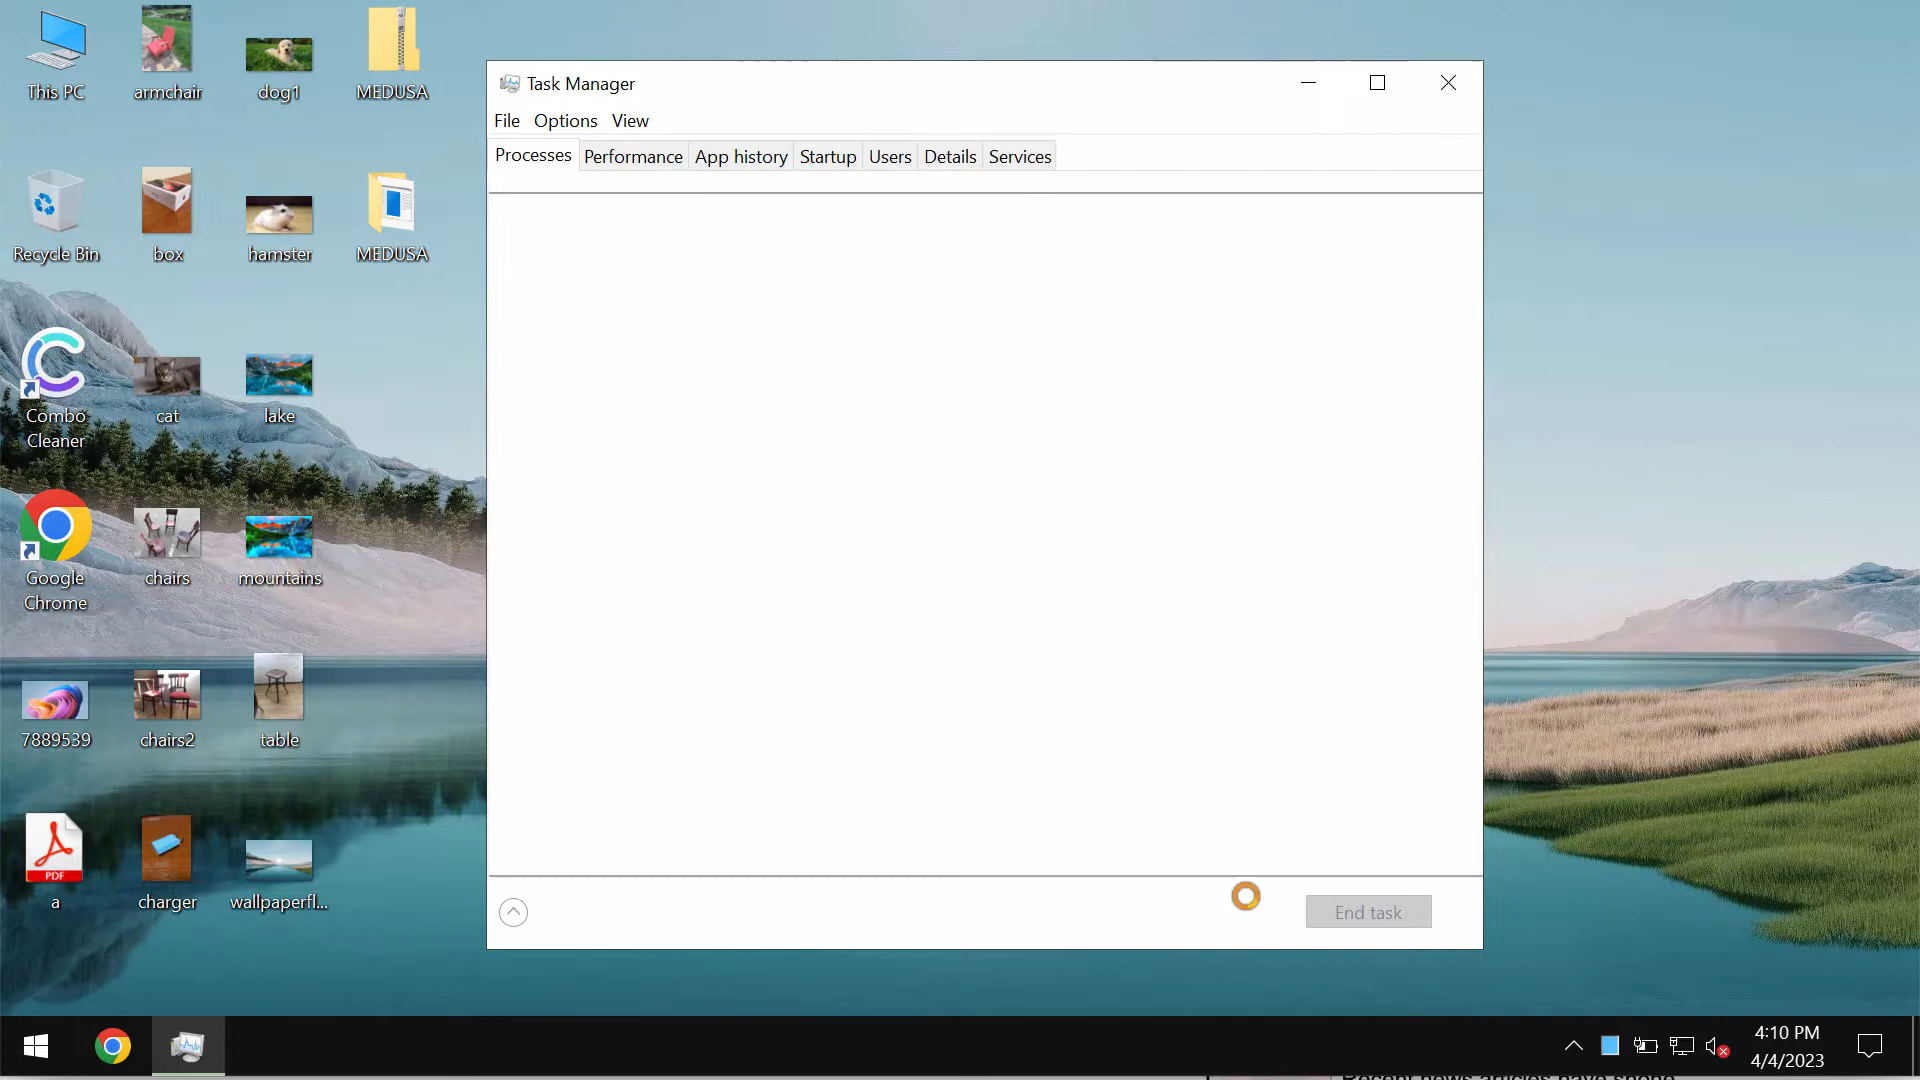 This PC
armchair
dog1
MEDUSA
Recycle Bin
box
hamster
MEDUSA
Combo
Cleaner
cat
lake
Google
Chrome
chairs
mountains
7889539
chairs2
table
PDF
a
charger
wallpaperfl...
Task Manager
File Options View
Processes Performance App history Startup Users Details Services
End task
4:10 PM
4/4/2023